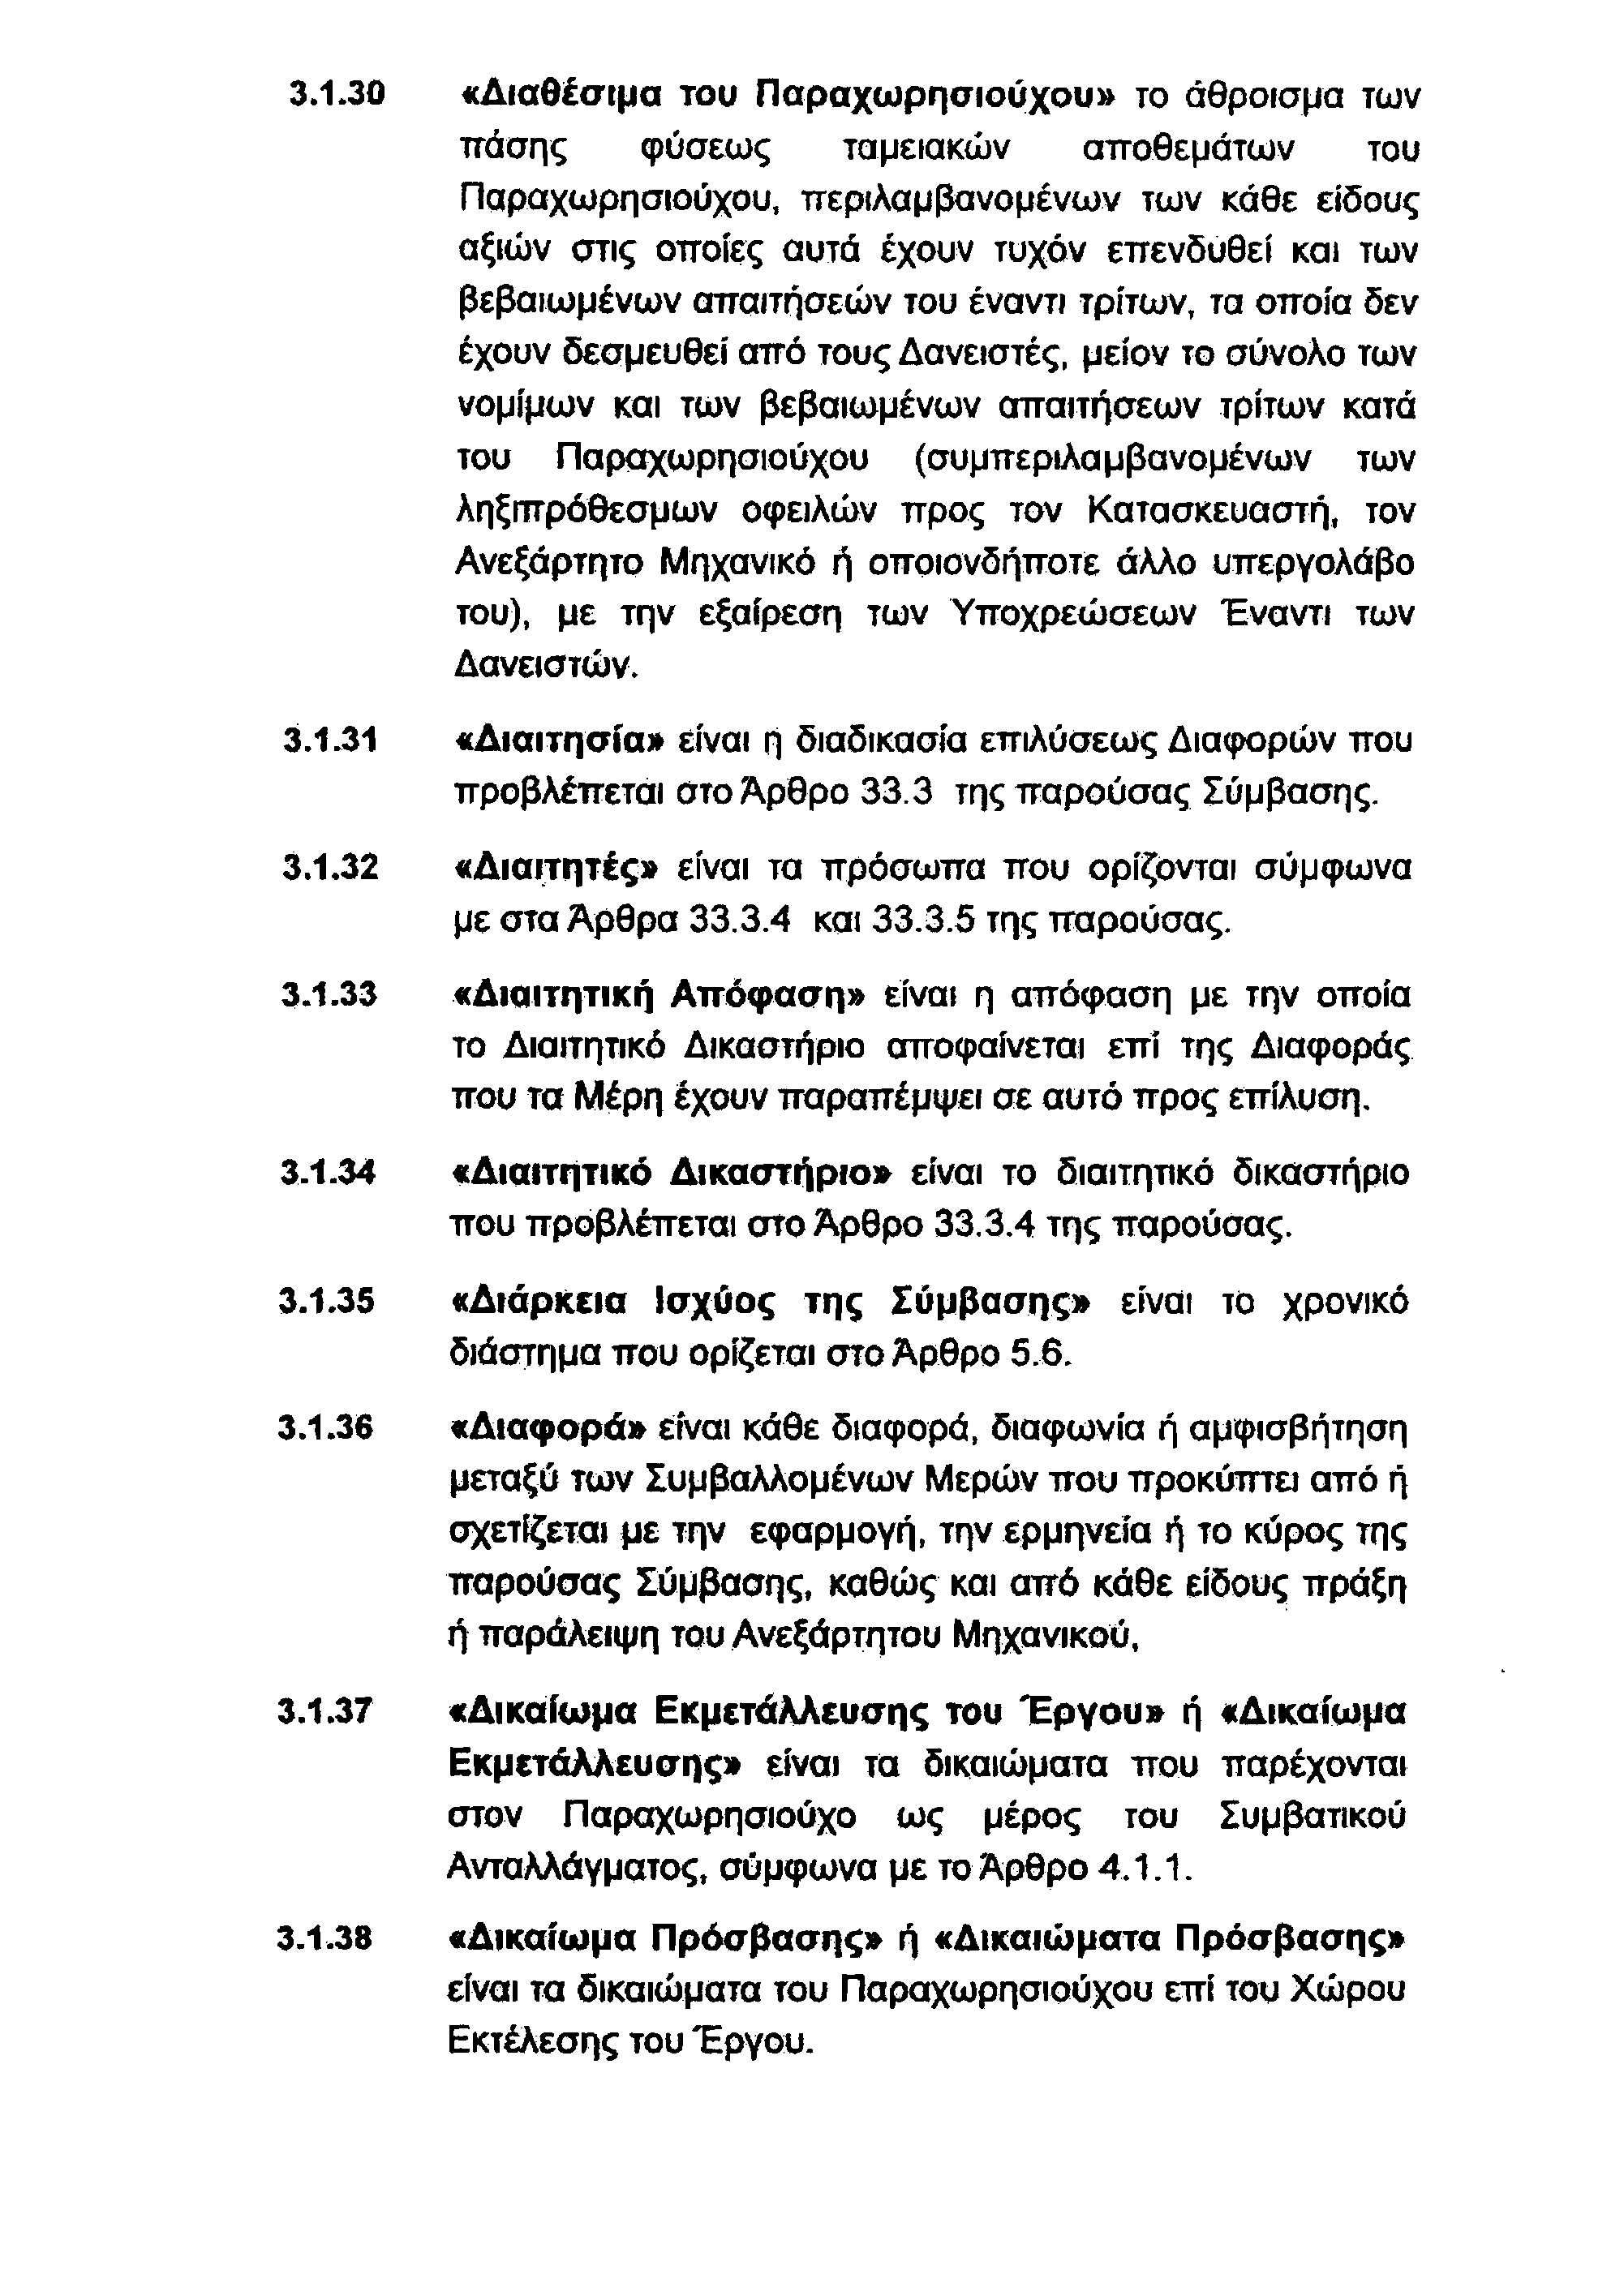 3.1.30 «Διαθέσιμα του Παραχωρησιούχου» το άθροισμα των
πάσης φύσεως ταμειακών αποθεμάτων του
Παραχωρησιούχου, περιλαμβανομένων των κάθε είδους
αξιών στις οποίες αυτά έχουν τυχόν επενδυθεί και των
βεβαιωμένων απαιτήσεών του έναντι τρίτων, τα οποία δεν
έχουν δεσμευθεί από τους Δανειστές, μείον το σύνολο των
νομίμων και των βεβαιωμένων απαιτήσεων τρίτων κατά
του Παραχωρησιούχου (συμπεριλαμβανομένων των
ληξιπρόθεσμων οφειλών προς τον Κατασκευαστή, τον
Ανεξάρτητο Μηχανικό ή οποιονδήποτε άλλο υπεργολάβο
του), με την εξαίρεση των Υποχρεώσεων Έναντι των
Δανειστών.
3.1.31 «Διαιτησία» είναι η διαδικασία επιλύσεως Διαφορών που
προβλέπεται στο Άρθρο 33.3 της παρούσας Σύμβασης.
3.1.32 «Διαιτητές» είναι τα πρόσωπα που ορίζονται σύμφωνα
με στα Άρθρα 33.3.4 και 33.3.5 της παρούσας.
3.1.33 «Διαιτητική Απόφαση» είναι η απόφαση με την οποία
το Διαιτητικό Δικαστήριο αποφαίνεται επί της Διαφοράς
που τα Μέρη έχουν παραπέμψει σε αυτό προς επίλυση.
3.1.34 «Διαιτητικό Δικαστήριο» είναι το διαιτητικό δικαστήριο
που προβλέπεται στο Άρθρο 33.3.4 της παρούσας.
3.1.35 «Διάρκεια Ισχύος της Σύμβασης» είναι το χρονικό
διάστημα που ορίζεται στο Άρθρο 5.6.
3.1.36 «Διαφορά» είναι κάθε διαφορά, διαφωνία ή αμφισβήτηση
μεταξύ των Συμβαλλομένων Μερών που προκύπτει από ή
σχετίζεται με την εφαρμογή, την ερμηνεία ή το κύρος της
παρούσας Σύμβασης, καθώς και από κάθε είδους πράξη
ή παράλειψη του Ανεξάρτητου Μηχανικού,
3.1.37 «Δικαίωμα Εκμετάλλευσης του Έργου» ή «Δικαίωμα
Εκμετάλλευσης» είναι τα δικαιώματα που παρέχονται
στον Παραχωρησιούχο ως μέρος του Συμβατικού
Ανταλλάγματος, σύμφωνα με το Άρθρο 4.1.1.
3.1.38 «Δικαίωμα Πρόσβασης» ή «Δικαιώματα Πρόσβασης»
είναι τα δικαιώματα του Παραχωρησιούχου επί του Χώρου
Εκτέλεσης του Έργου.